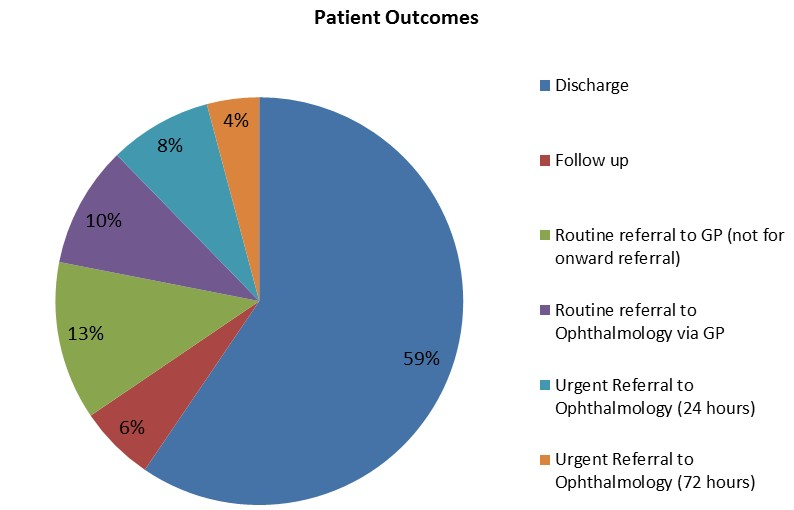 Patient Outcomes
Discharge
Follow up
Routine referral to GP (not for
onward referral)
Routine referral to
Ophthalmology via GP
Urgent Referral to
Ophthalmology (24 hours)
Urgent Referral to
Ophthalmology (72 hours)
4%
8%
10%
13%
6%
59%